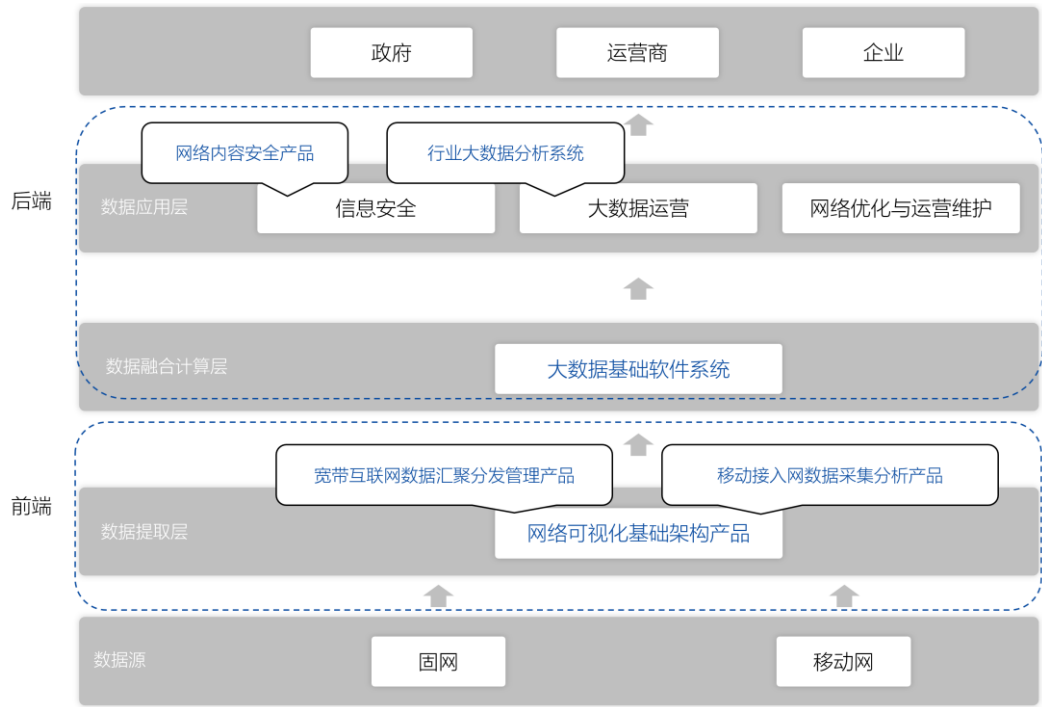 政府
运营商
企业
网络内容安全产品
行业大数据分析系统
后端
数据应用层
信息安全
大数据运营
网络优化与运营维护
数据融合计算层
大数据基础软件系统
宽带互联网数据汇聚分发管理产品
移动接入网数据采集分析产品
前端
数据提取层
网络可视化基础架构产品
数据源
固网
移动网